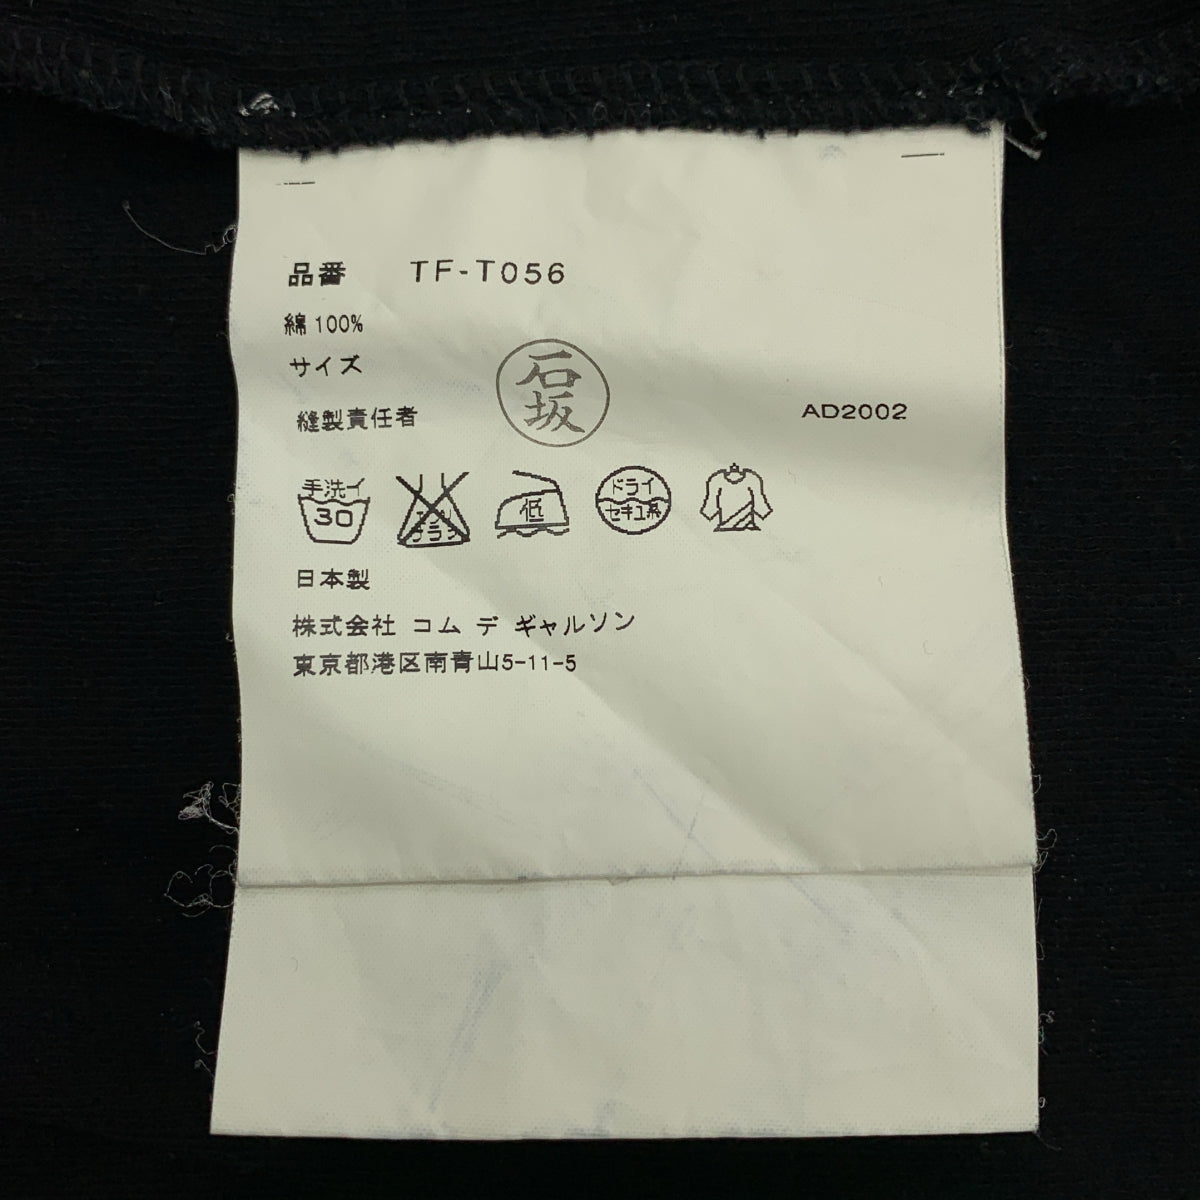 品番 TF-T056
綿 100%
サイズ
縫製責任者 石坂 AD2002
手洗イ 30 低 ドライ セキユ系
日本製
株式会社 コム デ ギャルソン
東京都港区南青山5-11-5